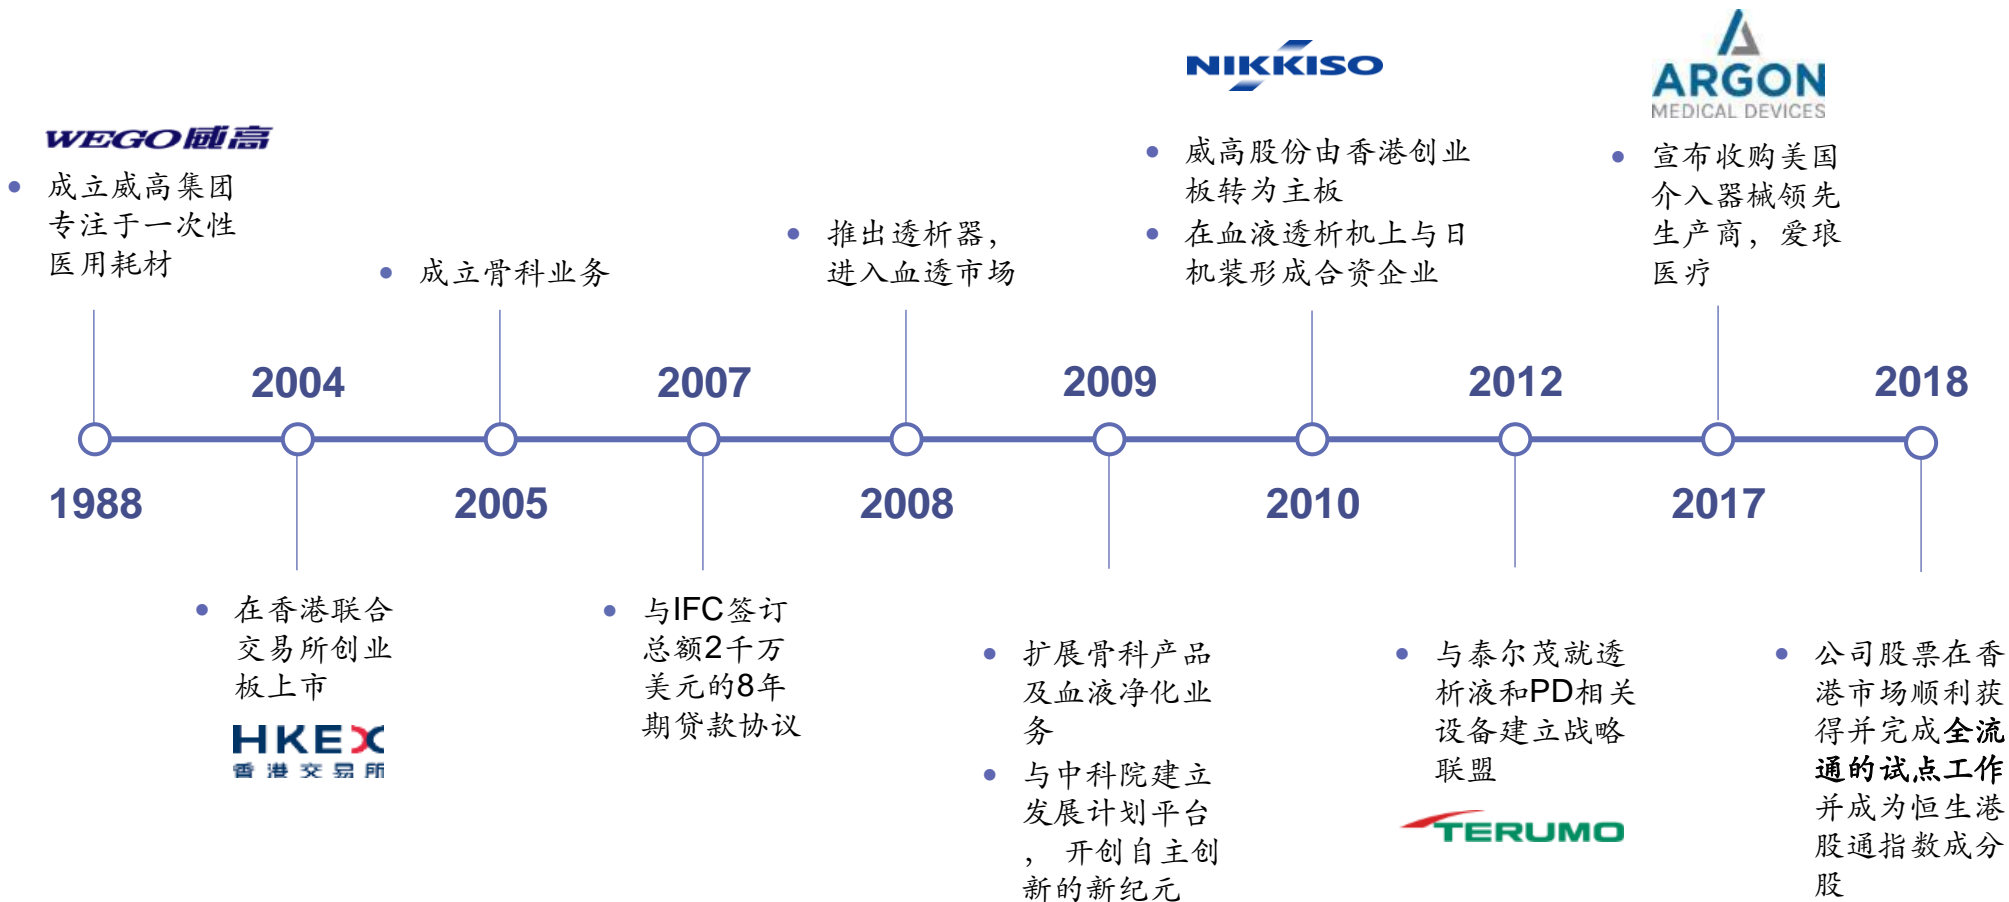 NIKKISO
ARGON
MEDICAL DEVICES
WEGO威高
• 成立威高集团
专注于一次性
医用耗材
• 成立骨科业务
• 推出透析器，
进入血透市场
• 威高股份由香港创业
板转为主板
• 在血液透析机上与日
机装形成合资企业
• 宣布收购美国
介入器械领先
生产商，爱琅
医疗
2004
2007
2009
2012
2018
1988
2005
2008
2010
2017
• 在香港联合
交易所创业
板上市
HKEX
香港交易所
• 与IFC签订
总额2千万
美元的8年
期贷款协议
• 扩展骨科产品
及血液净化业
务
• 与中科院建立
发展计划平台
， 开创自主创
新的新纪元
• 与泰尔茂就透
析液和PD相关
设备建立战略
联盟
TERUMO
• 公司股票在香
港市场顺利获
得并完成全流
通的试点工作
并成为恒生港
股通指数成分
股